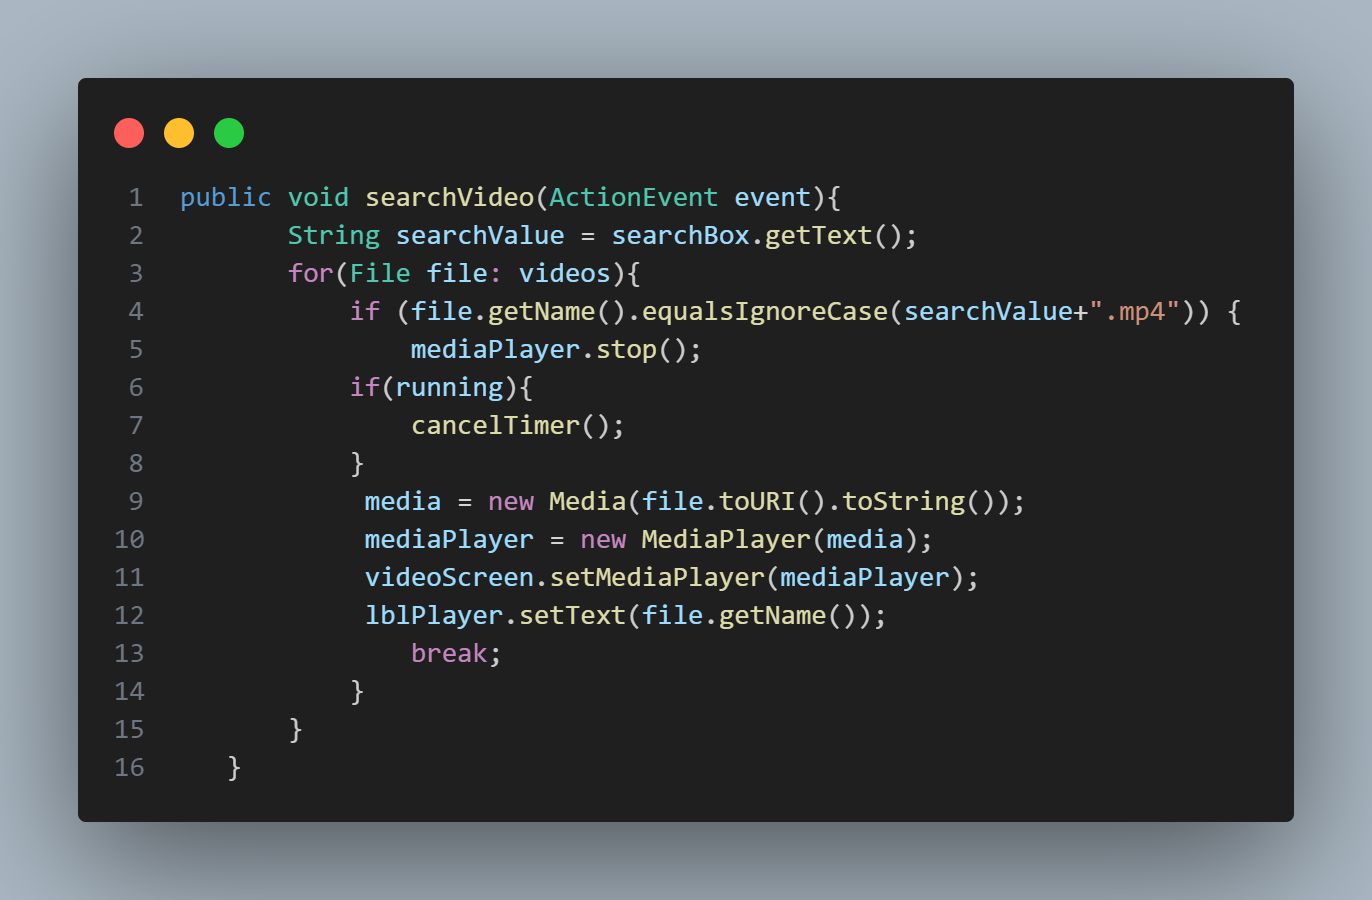 1 public void searchVideo(ActionEvent event){
2 String searchValue = searchBox.getText();
3 for(File file: videos){
4 if (file.getName().equalsIgnoreCase(searchValue+".mp4")) {
5 mediaPlayer.stop();
6 if(running){
7 cancelTimer();
8 }
9 media = new Media(file.toURI().toString());
10 mediaPlayer = new MediaPlayer(media);
11 videoScreen.setMediaPlayer(mediaPlayer);
12 lblPlayer.setText(file.getName());
13 break;
14 }
15 }
16 }